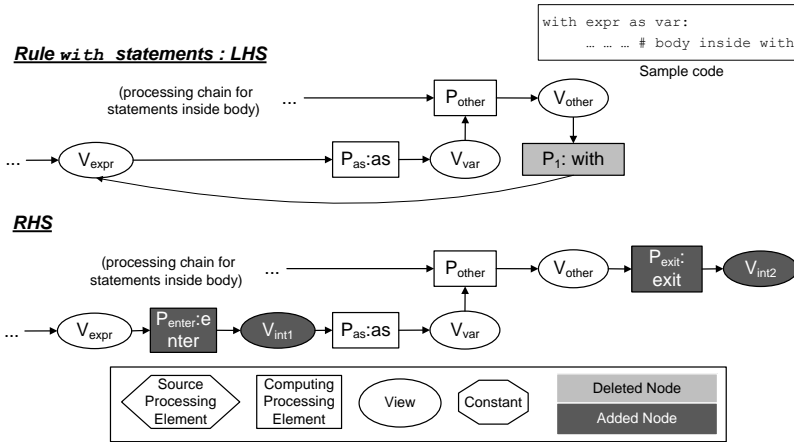 with expr as var:
… … … # body inside with
Sample code
Rule with statements : LHS
(processing chain for
statements inside body)
...
Pother
Vother
...
Vexpr
Pas:as
Vvar
P1: with
RHS
(processing chain for
statements inside body)
...
Pother
Vother
Pexit:
exit
Vint2
...
Vexpr
Penter:e
nter
Vint1
Pas:as
Vvar
Source
Processing
Element
Computing
Processing
Element
View
Constant
Deleted Node
Added Node